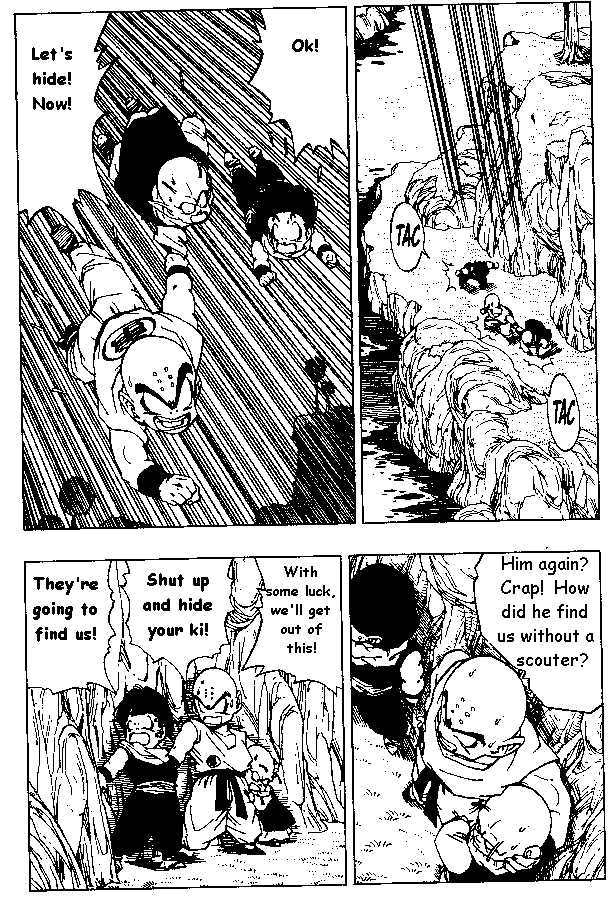 Let's
hide!
Now!
Ok!
TAC
TAC
They're
going to
find us!
Shut up
and hide
your ki!
With
some luck,
we'll get
out of
this!
Him again?
Crap! How
did he find
us without a
scouter?